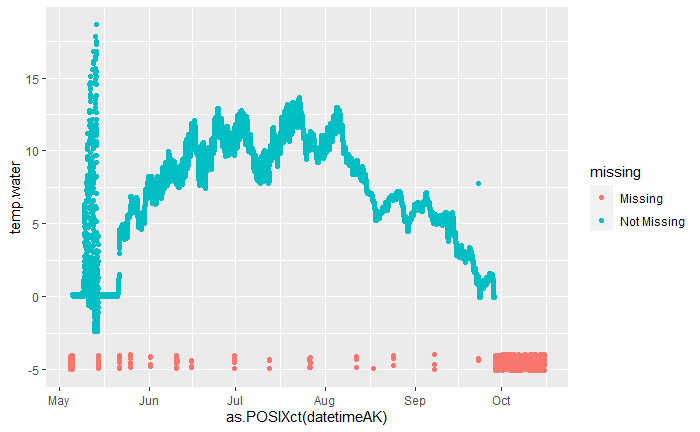 15
10
5
0
-5
temp.water
May
Jun
Jul
Aug
Sep
Oct
as.POSIXct(datetimeAK)
missing
Missing
Not Missing